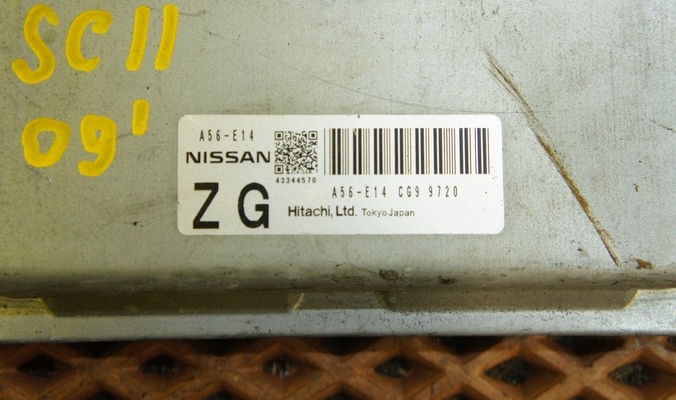 SC11
09'
A56-E14
NISSAN
43344570
A56-E14 CG9 9720
ZG
Hitachi, Ltd. Tokyo Japan